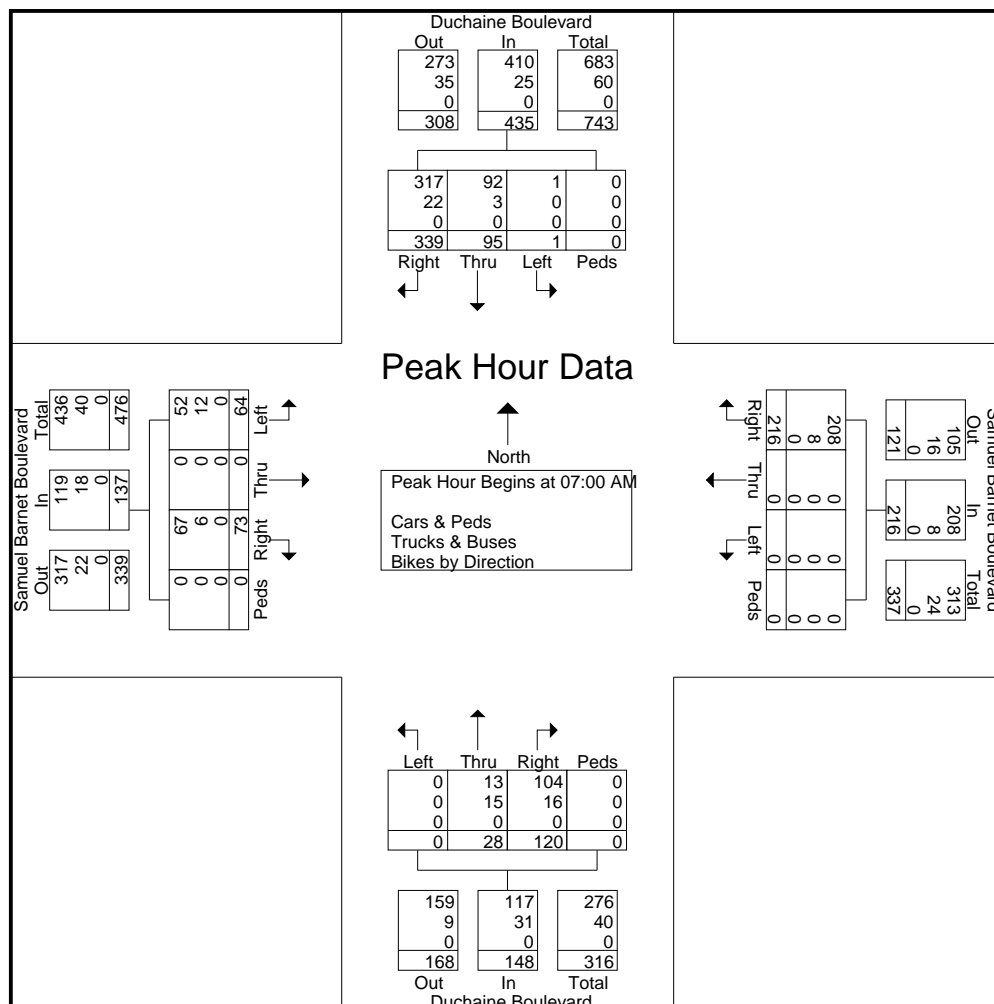 Duchaine Boulevard
Out In Total
273 410 683
35 25 60
0 0 0
308 435 743
317 92 1 0
22 3 0 0
0 0 0 0
339 95 1 0
Right Thru Left Peds
Peak Hour Data
North
Peak Hour Begins at 07:00 AM
Cars & Peds
Trucks & Buses
Bikes by Direction
Samuel Barnet Boulevard
Out In Total
317 119 436
22 18 40
0 0 0
339 137 476
Left Thru Right Peds
52 0 67 0
12 0 6 0
0 0 0 0
64 0 73 0
Samuel Barnet Boulevard
Out In Total
105 208 313
16 8 24
0 0 0
121 216 337
208 0 0 0
8 0 0 0
0 0 0 0
216 0 0 0
Right Thru Left Peds
Left Thru Right Peds
0 13 104 0
0 15 16 0
0 0 0 0
0 28 120 0
159 117 276
9 31 40
0 0 0
168 148 316
Out In Total
Duchaine Boulevard